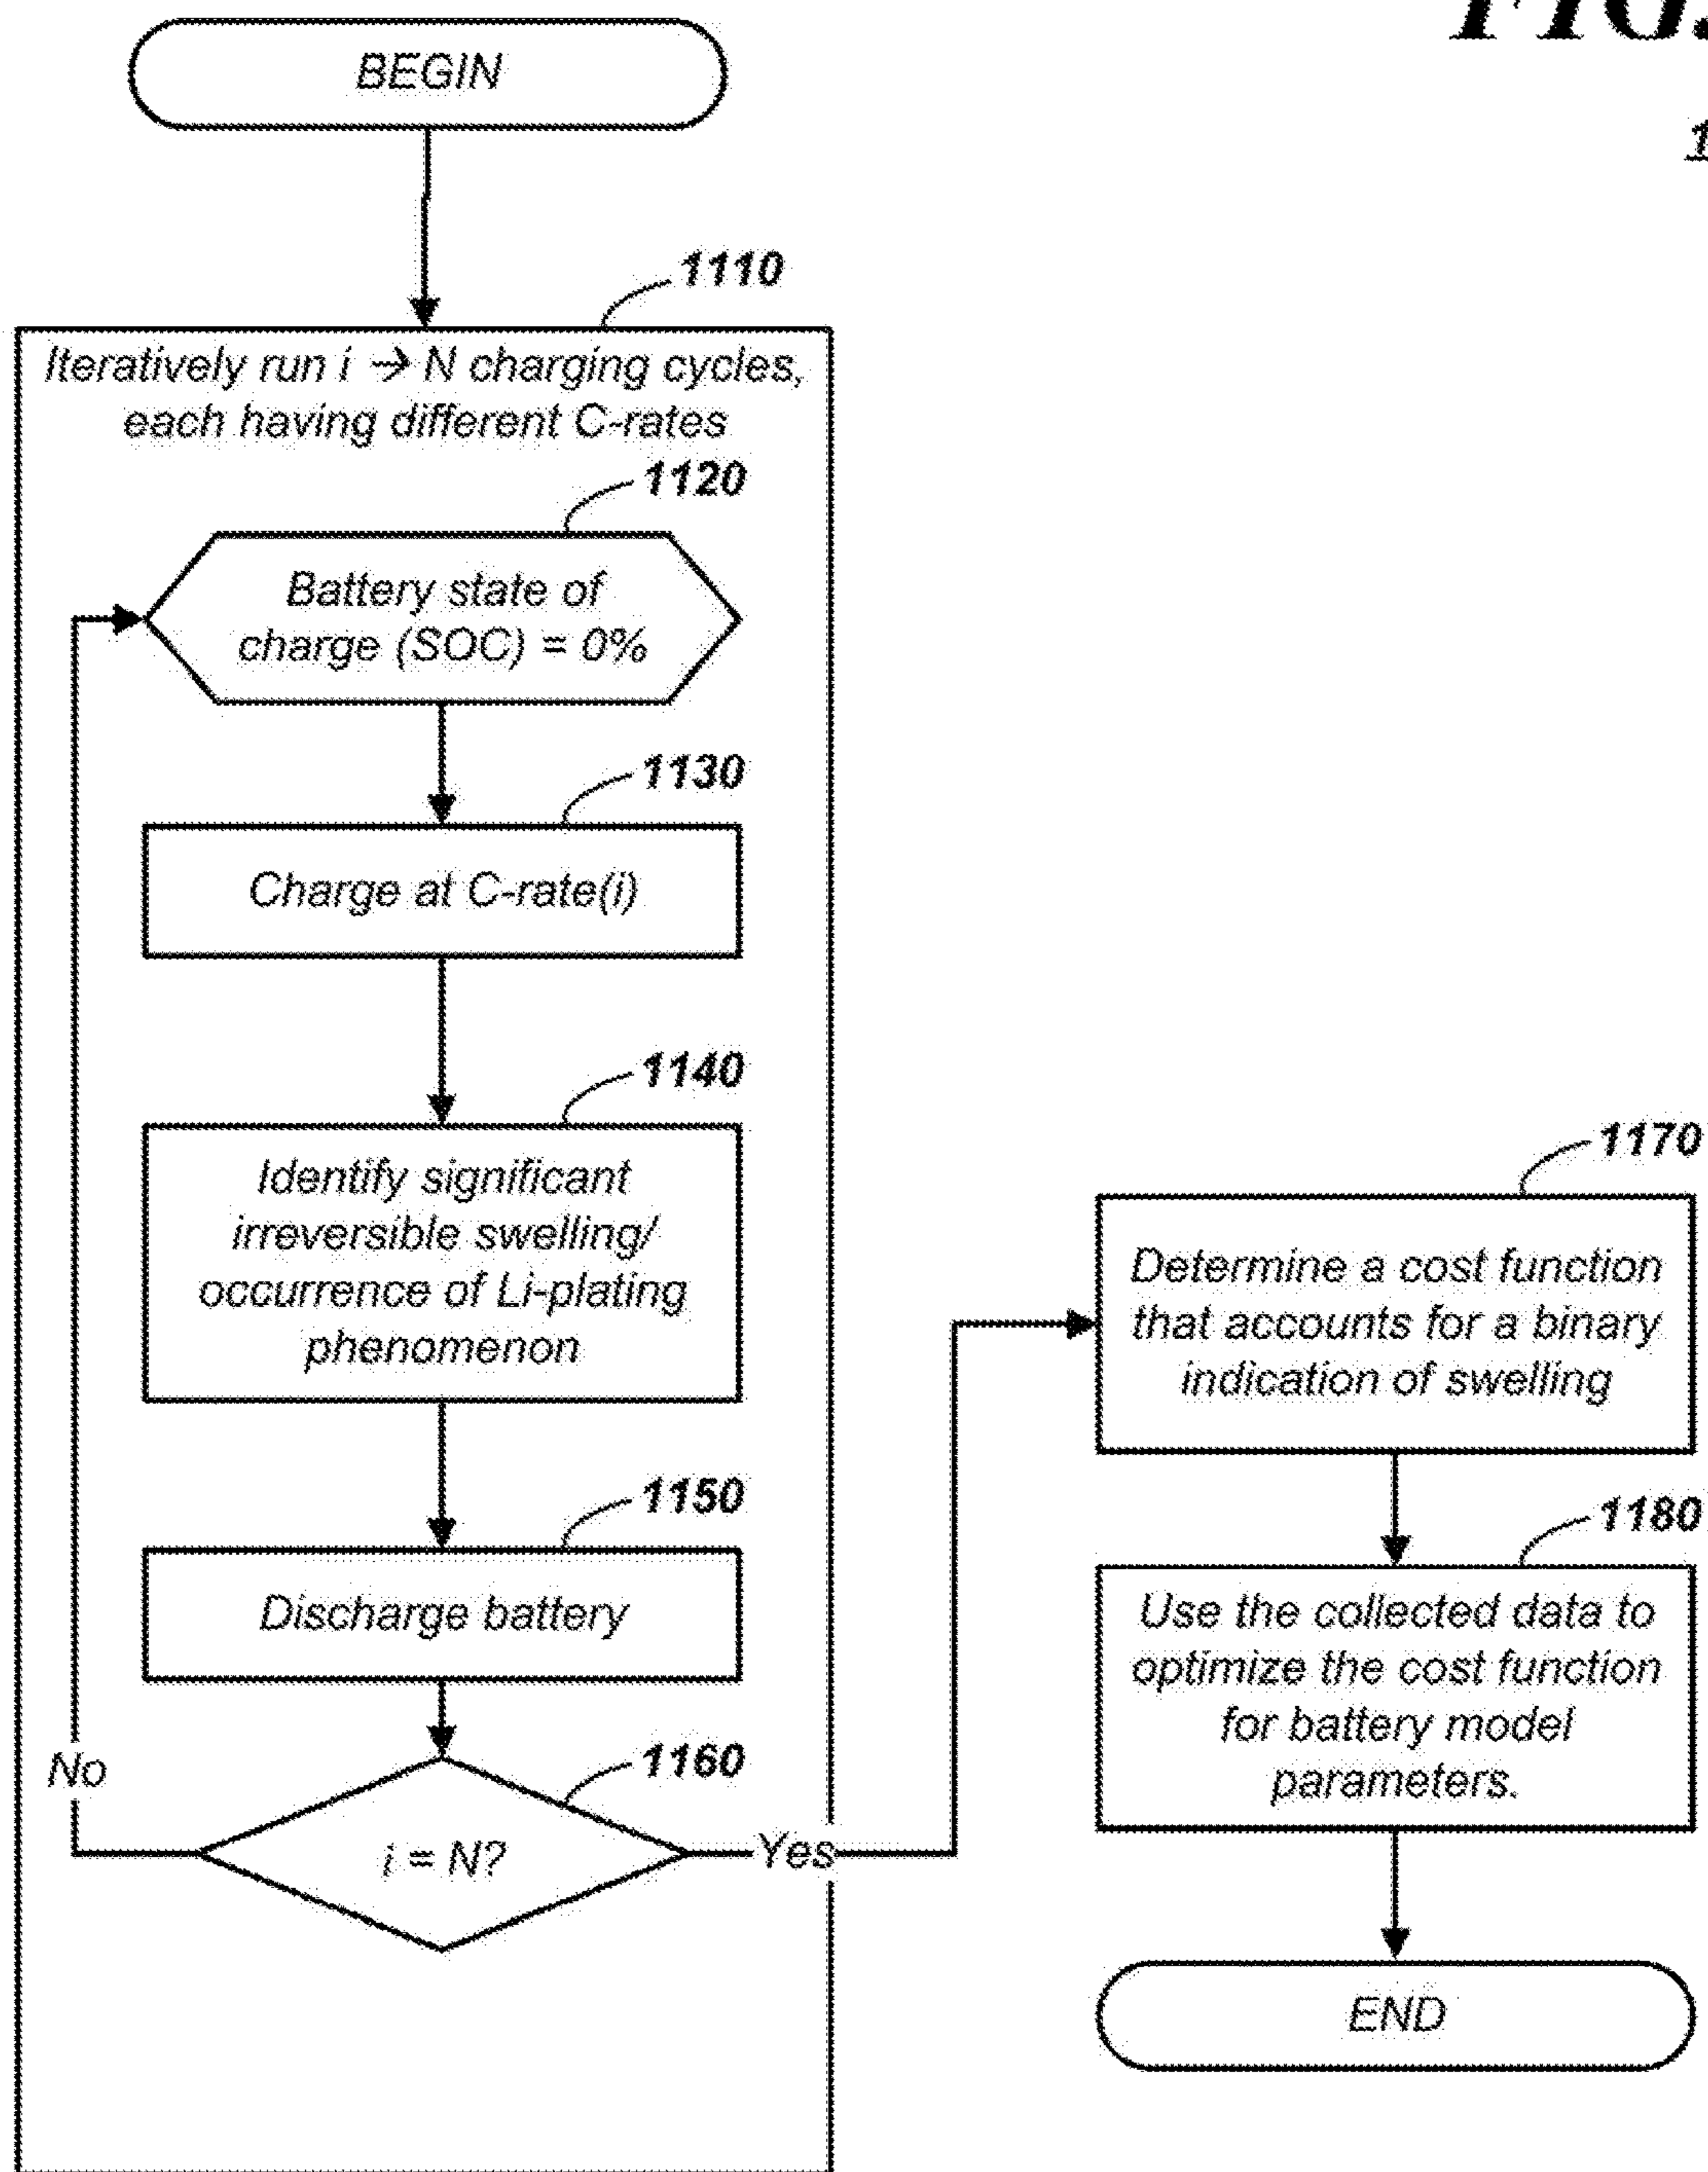 FIG.
BEGIN
1110
Iteratively run i → N charging cycles,
each having different C-rates
1120
Battery state of
charge (SOC) = 0%
1130
Charge at C-rate(i)
1140
Identify significant
irreversible swelling/
occurrence of Li-plating
phenomenon
1150
Discharge battery
1160
i = N?
No
Yes
1170
Determine a cost function
that accounts for a binary
indication of swelling
1180
Use the collected data to
optimize the cost function
for battery model
parameters.
END